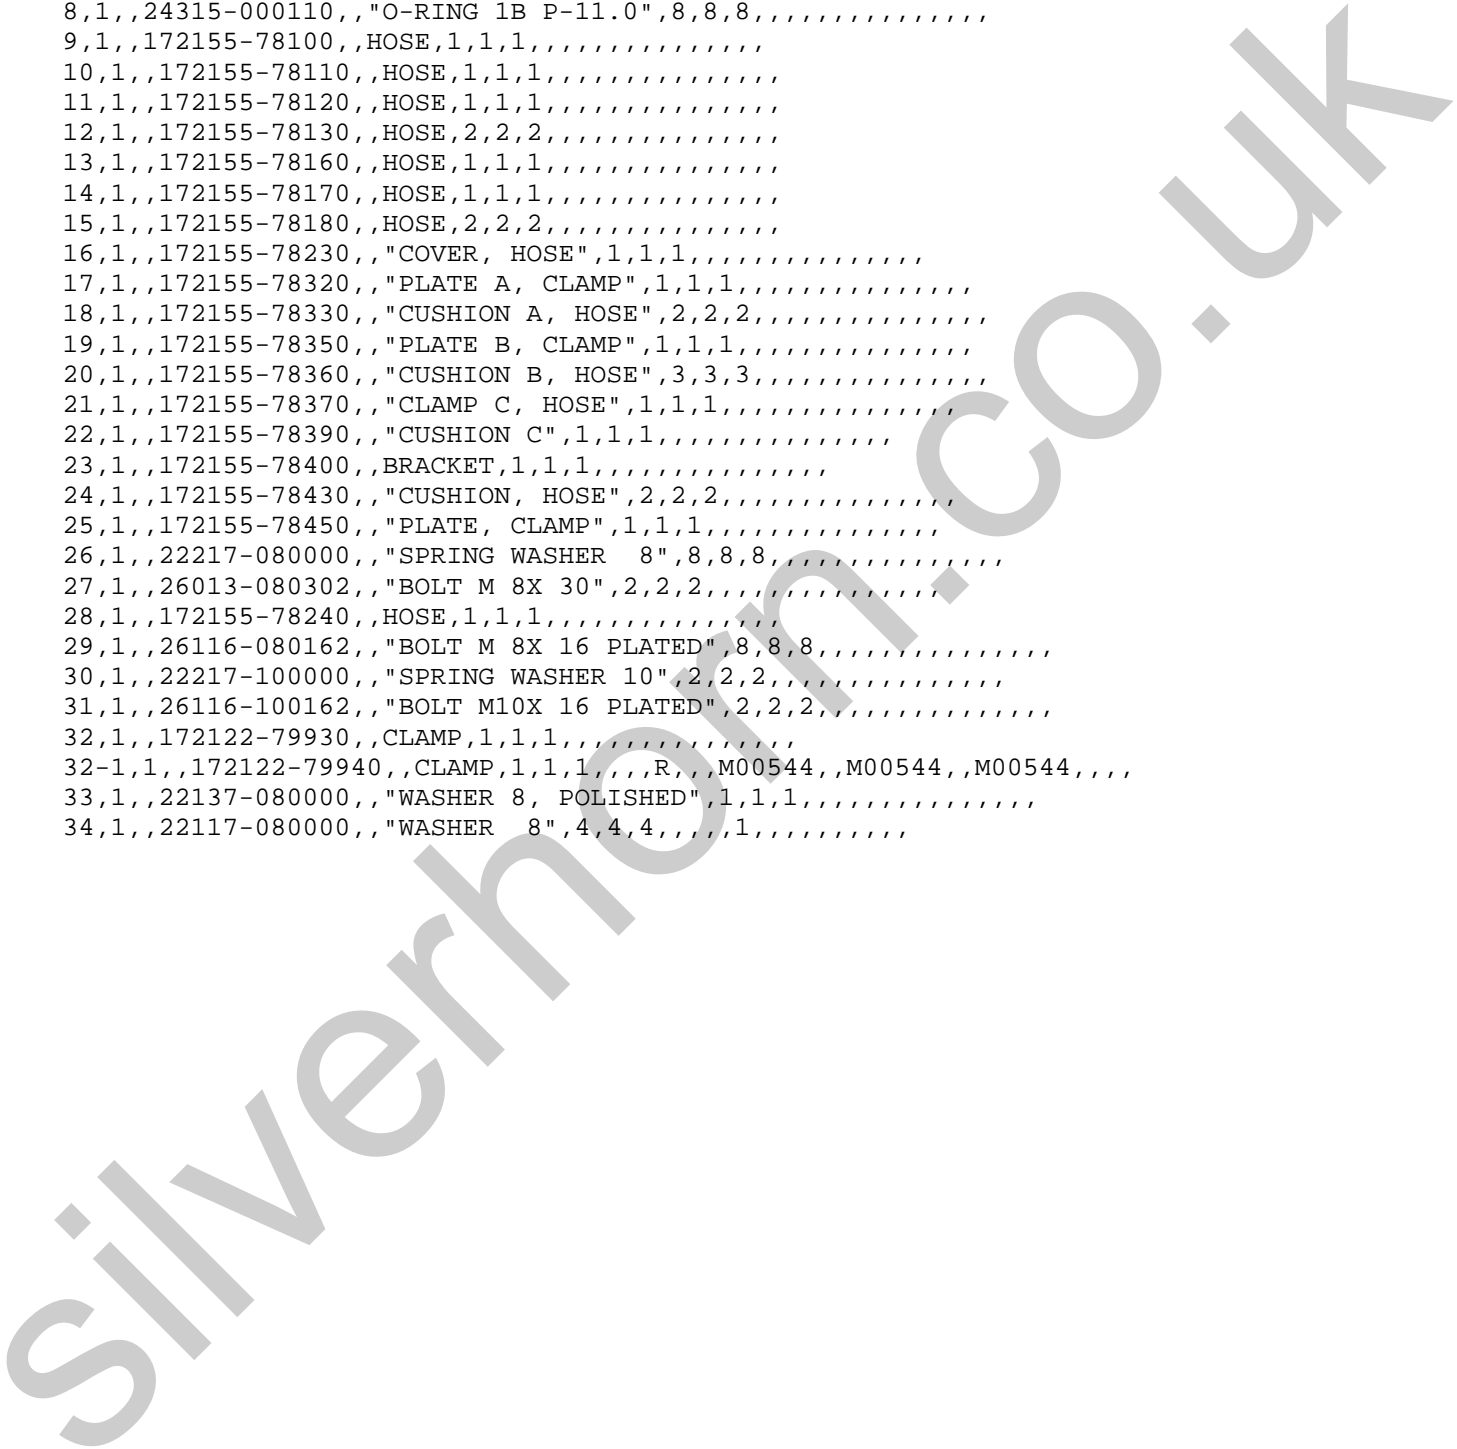 8,1,,24315-000110,,"O-RING 1B P-11.0",8,8,8,,,,,,,,,,,,,,,
9,1,,172155-78100,,HOSE,1,1,1,,,,,,,,,,,,,,,
10,1,,172155-78110,,HOSE,1,1,1,,,,,,,,,,,,,,,
11,1,,172155-78120,,HOSE,1,1,1,,,,,,,,,,,,,,,
12,1,,172155-78130,,HOSE,2,2,2,,,,,,,,,,,,,,,
13,1,,172155-78160,,HOSE,1,1,1,,,,,,,,,,,,,,,
14,1,,172155-78170,,HOSE,1,1,1,,,,,,,,,,,,,,,
15,1,,172155-78180,,HOSE,2,2,2,,,,,,,,,,,,,,,
16,1,,172155-78230,,"COVER, HOSE",1,1,1,,,,,,,,,,,,,,,
17,1,,172155-78320,,"PLATE A, CLAMP",1,1,1,,,,,,,,,,,,,,,
18,1,,172155-78330,,"CUSHION A, HOSE",2,2,2,,,,,,,,,,,,,,,
19,1,,172155-78350,,"PLATE B, CLAMP",1,1,1,,,,,,,,,,,,,,,
20,1,,172155-78360,,"CUSHION B, HOSE",3,3,3,,,,,,,,,,,,,,,
21,1,,172155-78370,,"CLAMP C, HOSE",1,1,1,,,,,,,,,,,,,,,
22,1,,172155-78390,,"CUSHION C",1,1,1,,,,,,,,,,,,,,,
23,1,,172155-78400,,BRACKET,1,1,1,,,,,,,,,,,,,,,
24,1,,172155-78430,,"CUSHION, HOSE",2,2,2,,,,,,,,,,,,,,,
25,1,,172155-78450,,"PLATE, CLAMP",1,1,1,,,,,,,,,,,,,,,
26,1,,22217-080000,,"SPRING WASHER  8",8,8,8,,,,,,,,,,,,,,,
27,1,,26013-080302,,"BOLT M 8X 30",2,2,2,,,,,,,,,,,,,,,
28,1,,172155-78240,,HOSE,1,1,1,,,,,,,,,,,,,,,
29,1,,26116-080162,,"BOLT M 8X 16 PLATED",8,8,8,,,,,,,,,,,,,,,
30,1,,22217-100000,,"SPRING WASHER 10",2,2,2,,,,,,,,,,,,,,,
31,1,,26116-100162,,"BOLT M10X 16 PLATED",2,2,2,,,,,,,,,,,,,,,
32,1,,172122-79930,,CLAMP,1,1,1,,,,,,,,,,,,,,,
32-1,1,,172122-79940,,CLAMP,1,1,1,,,,R,,,M00544,,M00544,,M00544,,,,
33,1,,22137-080000,,"WASHER 8, POLISHED",1,1,1,,,,,,,,,,,,,,,
34,1,,22117-080000,,"WASHER  8",4,4,4,,,,,1,,,,,,,,,,
silverhorn.co.uk